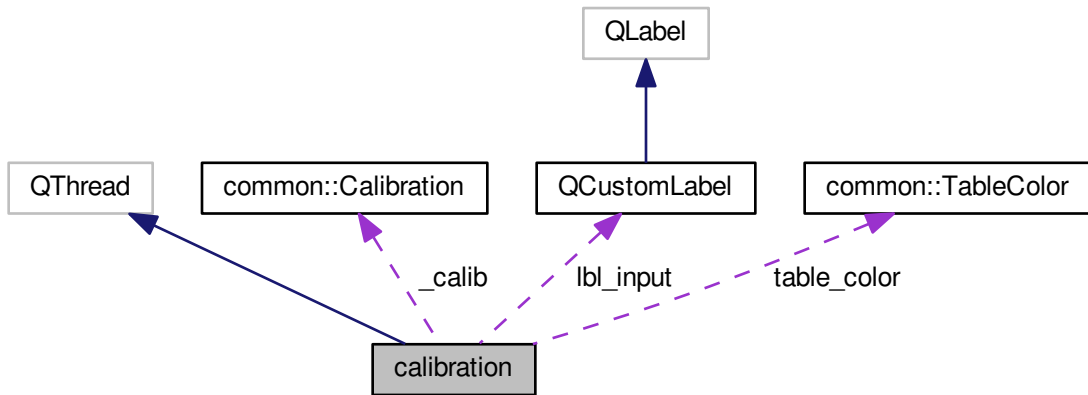 QLabel
QThread
common::Calibration
QCustomLabel
common::TableColor
_calib
lbl_input
table_color
calibration